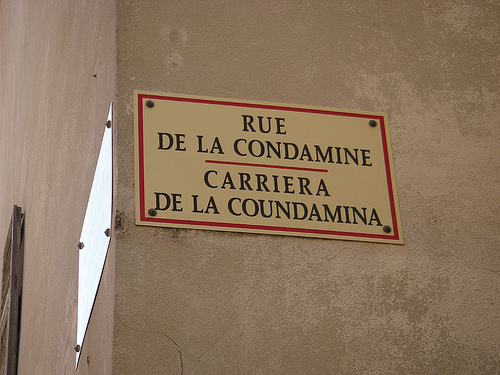 RUE
DE LA CONDAMINE
CARRIERA
DE LA COUNDAMINA